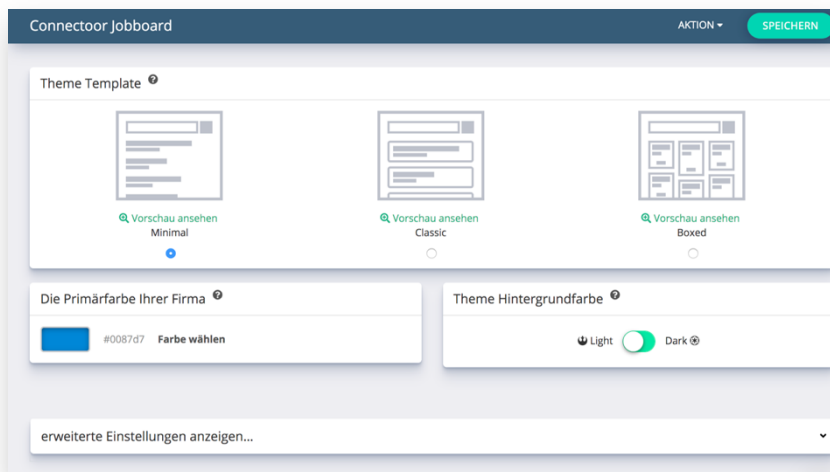 Connectoor Jobboard
AKTION
SPEICHERN
Theme Template
Vorschau ansehen
Minimal
Vorschau ansehen
Classic
Vorschau ansehen
Boxed
Die Primärfarbe Ihrer Firma
#0087d7 Farbe wählen
Theme Hintergrundfarbe
Light Dark
erweiterte Einstellungen anzeigen...